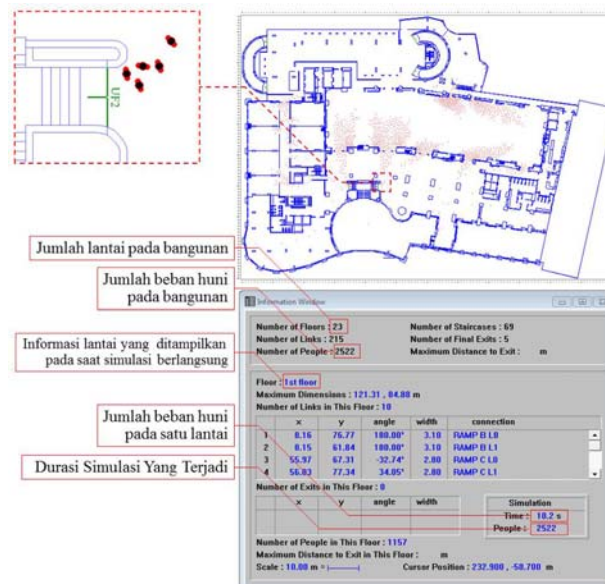 UF2
Jumlah lantai pada bangunan
Jumlah beban huni
pada bangunan
Informasi lantai yang ditampilkan
pada saat simulasi berlangsung
Jumlah beban huni
pada satu lantai
Durasi Simulasi Yang Terjadi
Information Window
Number of Floors : 23 Number of Staircases : 69
Number of Links : 215 Number of Final Exits : 5
Number of People : 2522 Maximum Distance to Exit : m
Floor : 1st floor
Maximum Dimensions : 121.31 , 84.88 m
Number of Links in This Floor : 10
x y angle width connection
1 8.16 76.77 180.00° 3.10 RAMP B L0
2 8.15 61.84 180.00° 3.10 RAMP B L1
3 55.97 67.31 -32.74° 2.80 RAMP C L0
4 56.03 77.34 34.05° 2.80 RAMP C L1
Number of Exits in This Floor : 0
x y angle width
Simulation
Time : 18.2 s
People : 2522
Number of People in This Floor : 1157
Maximum Distance to Exit in This Floor : m
Scale : 10.00 m = Cursor Position : 232.900 , -58.700 m